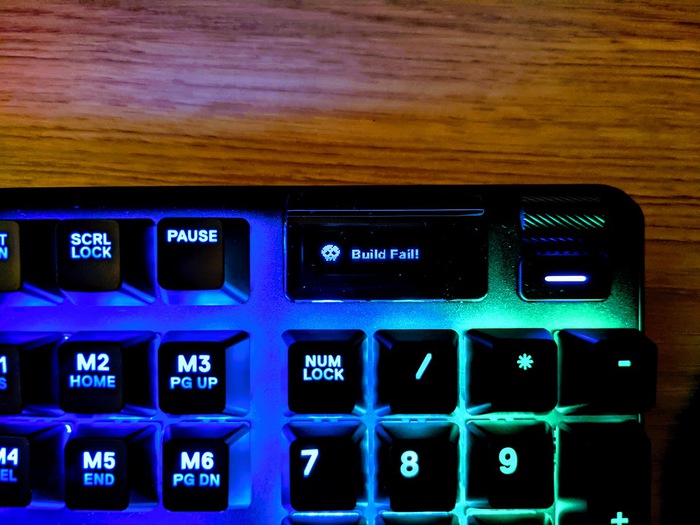 SCRL
LOCK
PAUSE
Build Fail!
M2
HOME
M3
PG UP
NUM
LOCK
/
*
-
M5
END
M6
PG DN
7
8
9
+